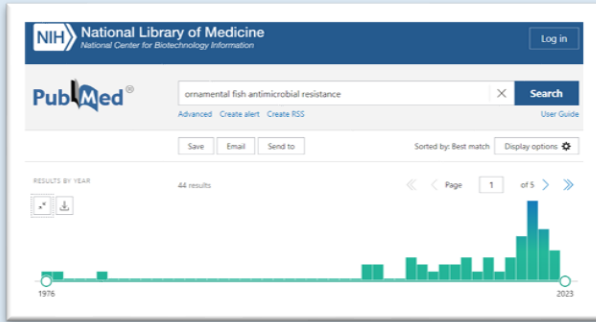 NIH National Library of Medicine
National Center for Biotechnology Information
Log in
PubMed®
ornamental fish antimicrobial resistance
Search
Advanced Create alert Create RSS
User Guide
Save Email Send to
Sorted by: Best match Display options
RESULTS BY YEAR
44 results
Page 1 of 5
1976
2023